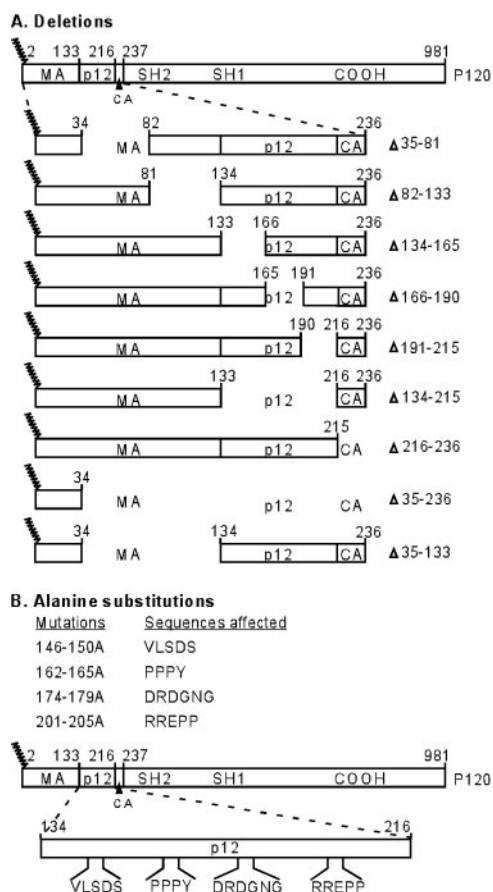 A. Deletions
2 133 216 237 981
MA p12 SH2 SH1 COOH P120
CA
34 82 236
MA p12 CA Δ35-81
81 134 236
MA p12 CA Δ82-133
133 166 236
MA p12 CA Δ134-165
165 191 236
MA p12 CA Δ166-190
190 216 236
MA p12 CA Δ191-215
133 216 236
MA p12 CA Δ134-215
215
MA p12 CA Δ216-236
34
MA p12 CA Δ35-236
34 134 236
MA p12 CA Δ35-133
B. Alanine substitutions
Mutations Sequences affected
146-150A VLSDS
162-165A PPPY
174-179A DRDGNG
201-205A RREPP
2 133 216 237 981
MA p12 SH2 SH1 COOH P120
CA
134 216
p12
VLSDS PPPY DRDGNG RREPP